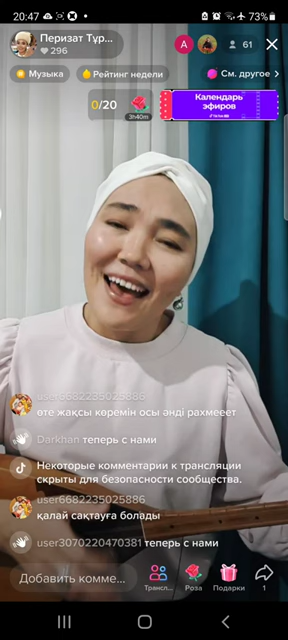 20:47
73%
Перизат Тұр...
296
A
61
Музыка
Рейтинг недели
См. другое
0/20
3h40m
Календарь
эфиров
user6682235025886
өте жақсы көремін осы әнді рахмееет
Darkhan теперь с нами
Некоторые комментарии к трансляции
скрыты для безопасности сообщества.
user6682235025886
қалай сақтауға болады
user3070220470381 теперь с нами
Добавить комме...
Трансл...
Роза
Подарки
1